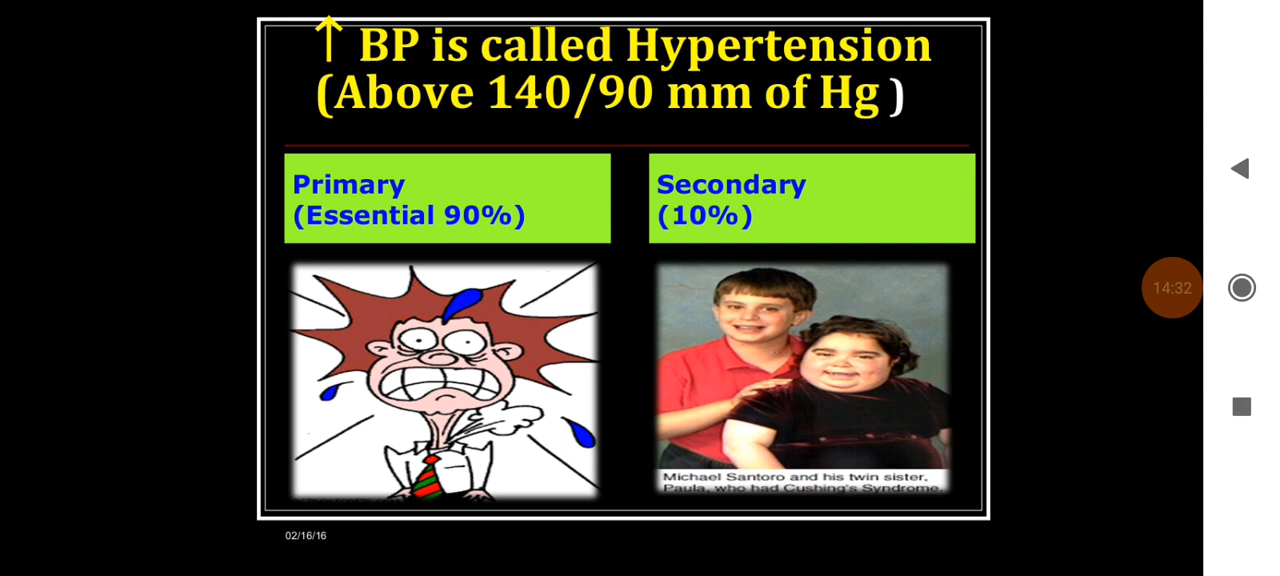 ↑ BP is called Hypertension
(Above 140/90 mm of Hg )
Primary
(Essential 90%)
Secondary
(10%)
Michael Santoro and his twin sister,
Paula, who had Cushing's Syndrome.
02/16/16
14:32